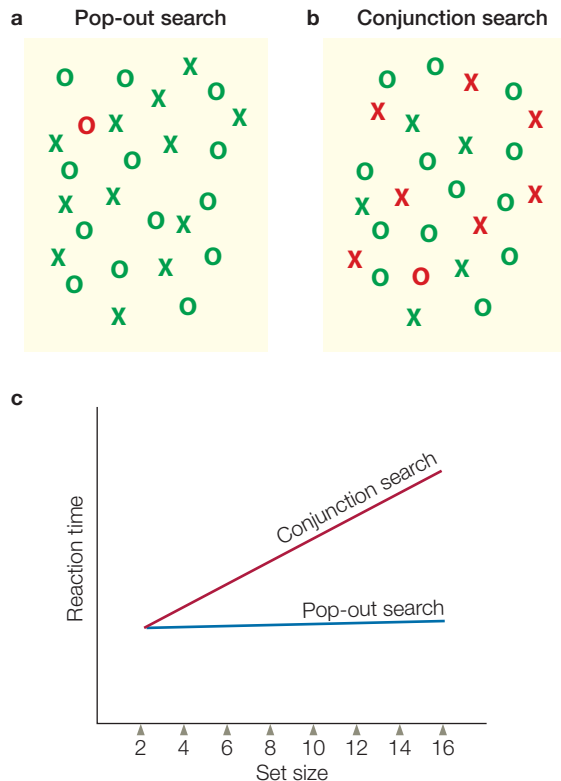 a
Pop-out search
X
O O
X O
O X X
X X O
O O
X X O
O O X
X O X O
O
X O
b
Conjunction search
O O X O
X X X
X O
O O
X X O O X
O O X
X O
O O X
X O
c
Reaction time
Conjunction search
Pop-out search
2 4 6 8 10 12 14 16
Set size